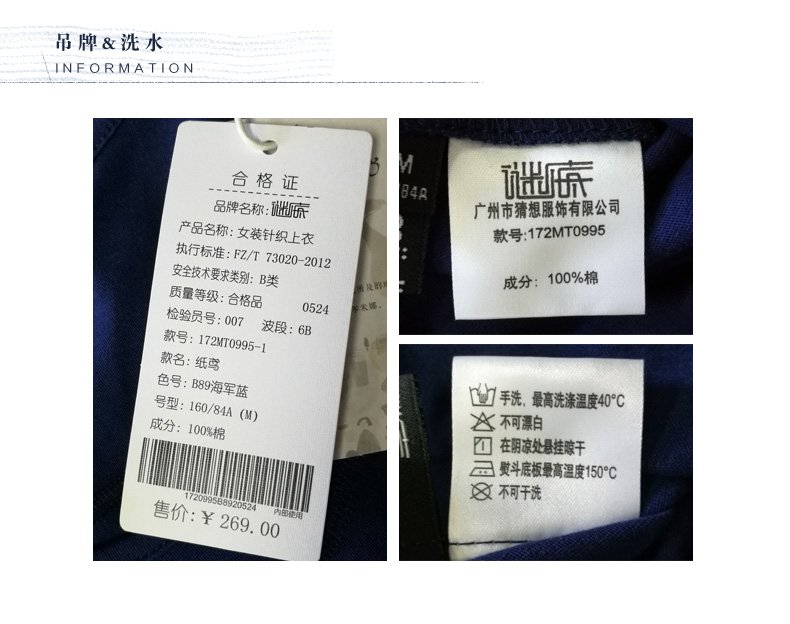 吊牌&洗水
INFORMATION
合格证
品牌名称:谜底
产品名称: 女装针织上衣
执行标准: FZ/T 73020-2012
安全技术要求类别: B类
质量等级: 合格品 0524
检验员号: 007 波段: 6B
款号: 172MT0995-1
款名: 纸鸢
色号: B89海军蓝
号型: 160/84A (M)
成分: 100%棉
1720995B8920524
内部使用
售价: ¥ 269.00
M
84A
谜底
广州市猜想服饰有限公司
款号:172MT0995
成分: 100%棉
手洗，最高洗涤温度40°C
不可漂白
在阴凉处悬挂晾干
熨斗底板最高温度150°C
不可干洗